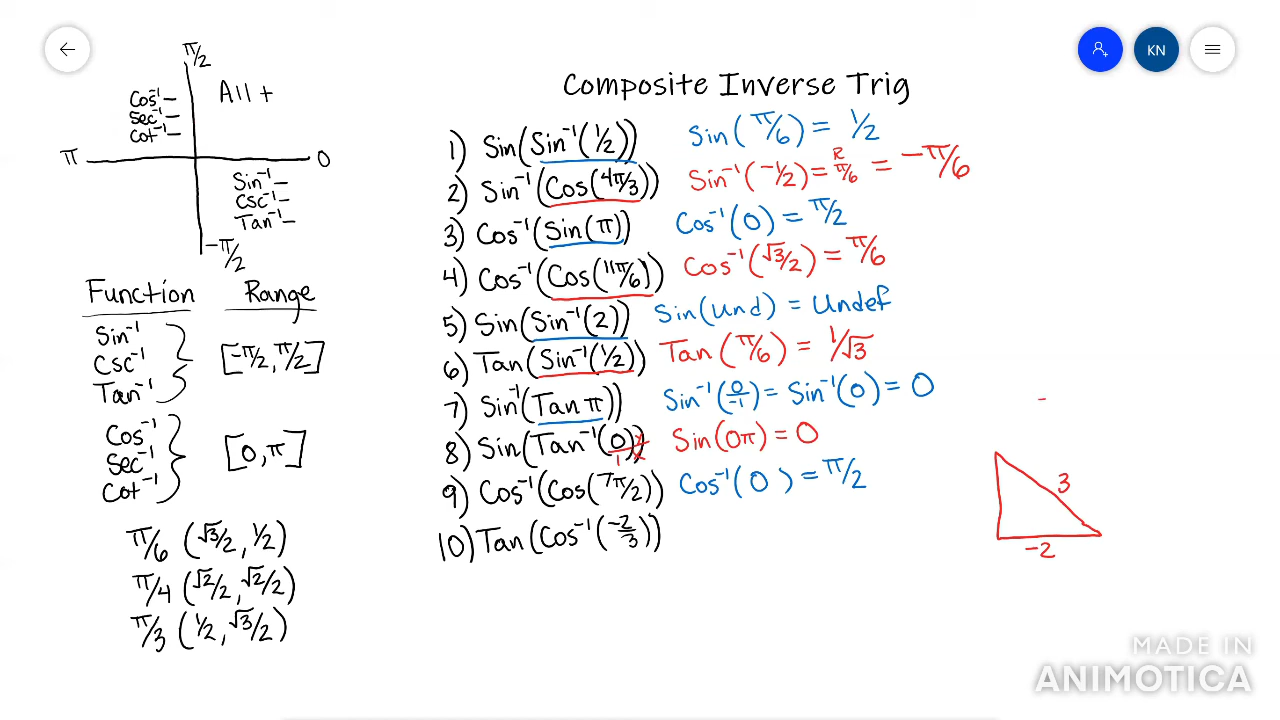 KN
π/2
All +
Cos⁻¹ –
Sec⁻¹ –
Cot⁻¹ –
π
0
Sin⁻¹ –
Csc⁻¹ –
Tan⁻¹ –
-π/2
Function Range
Sin⁻¹
Csc⁻¹
Tan⁻¹
[-π/2, π/2]
Cos⁻¹
Sec⁻¹
Cot⁻¹
[0, π]
π/6 (√3/2, 1/2)
π/4 (√2/2, √2/2)
π/3 (1/2, √3/2)
Composite Inverse Trig
1) Sin(Sin⁻¹(1/2)) Sin(π/6) = 1/2
2) Sin⁻¹(Cos(4π/3)) Sin⁻¹(-1/2) = R π/6 = -π/6
3) Cos⁻¹(Sin(π)) Cos⁻¹(0) = π/2
4) Cos⁻¹(Cos(11π/6)) Cos⁻¹(√3/2) = π/6
5) Sin(Sin⁻¹(2)) Sin(und) = Undef
6) Tan(Sin⁻¹(1/2)) Tan(π/6) = 1/√3
7) Sin⁻¹(Tan π)) Sin⁻¹(0/-1) = Sin⁻¹(0) = 0
8) Sin(Tan⁻¹(0/1 y/x)) Sin(0π) = 0
9) Cos⁻¹(Cos(7π/2)) Cos⁻¹(0) = π/2
10) Tan(Cos⁻¹(-2/3))
3
-2
MADE IN
ANIMOTICA